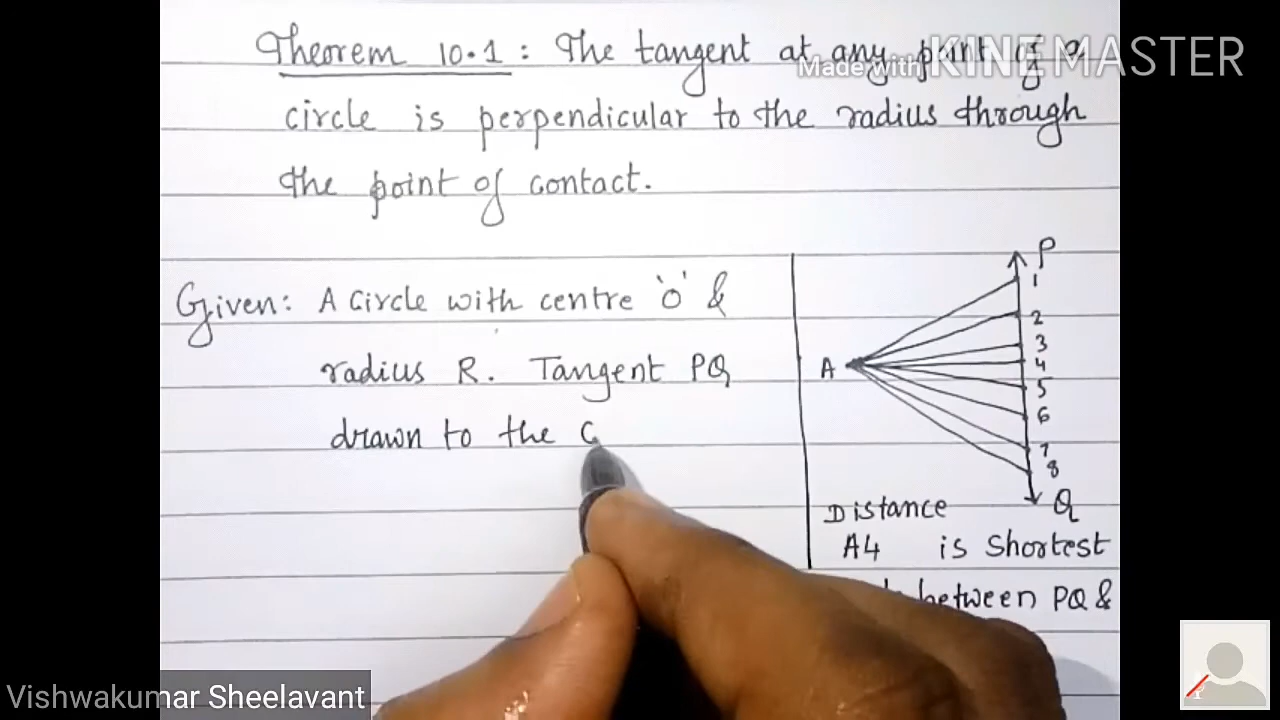 Theorem 10.1: The tangent at any point of a
Made with KINEMASTER
circle is perpendicular to the radius through
the point of contact.
Given: A Circle with centre 'O' &
radius R. Tangent PQ
drawn to the C
P
1
2
3
A
4
5
6
7
8
Q
Distance
A4 is shortest
between PQ &
Vishwakumar Sheelavant